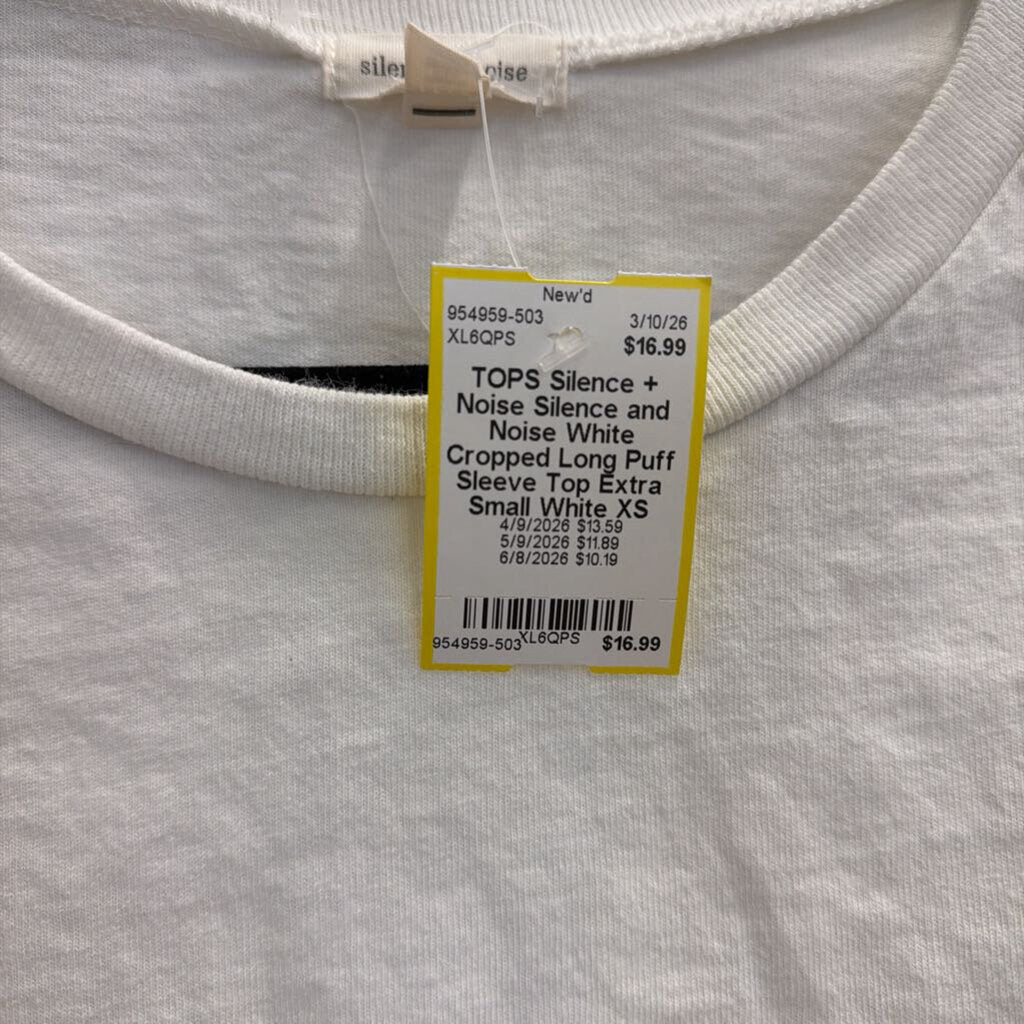 silen oise
New'd
954959-503 3/10/26
XL6QPS $16.99
TOPS Silence +
Noise Silence and
Noise White
Cropped Long Puff
Sleeve Top Extra
Small White XS
4/9/2026 $13.59
5/9/2026 $11.89
6/8/2026 $10.19
954959-503 XL6QPS $16.99